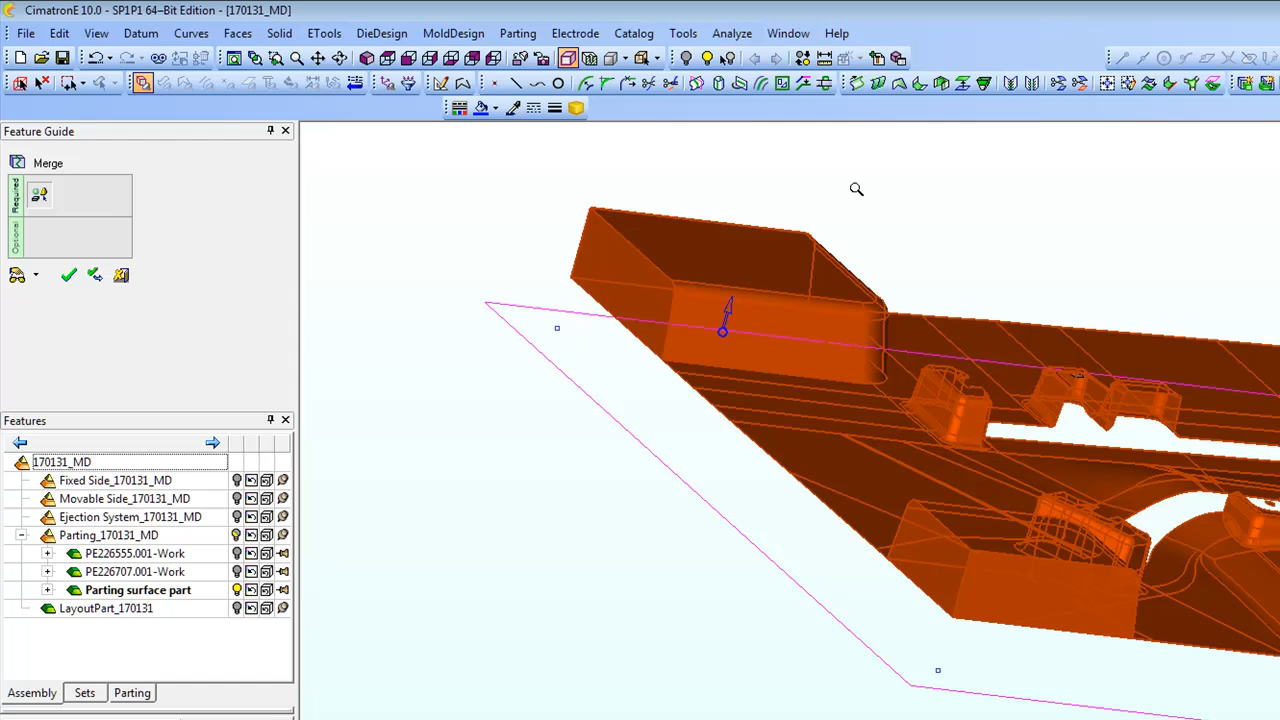 CimatronE 10.0 - SP1P1 64–Bit Edition - [170131_MD]
File Edit View Datum Curves Faces Solid ETools DieDesign MoldDesign Parting Electrode Catalog Tools Analyze Window Help
Feature Guide
Merge
Required
Optional
Features
170131_MD
Fixed Side_170131_MD
Movable Side_170131_MD
Ejection System_170131_MD
Parting_170131_MD
PE226555.001-Work
PE226707.001-Work
Parting surface part
LayoutPart_170131
Assembly Sets Parting